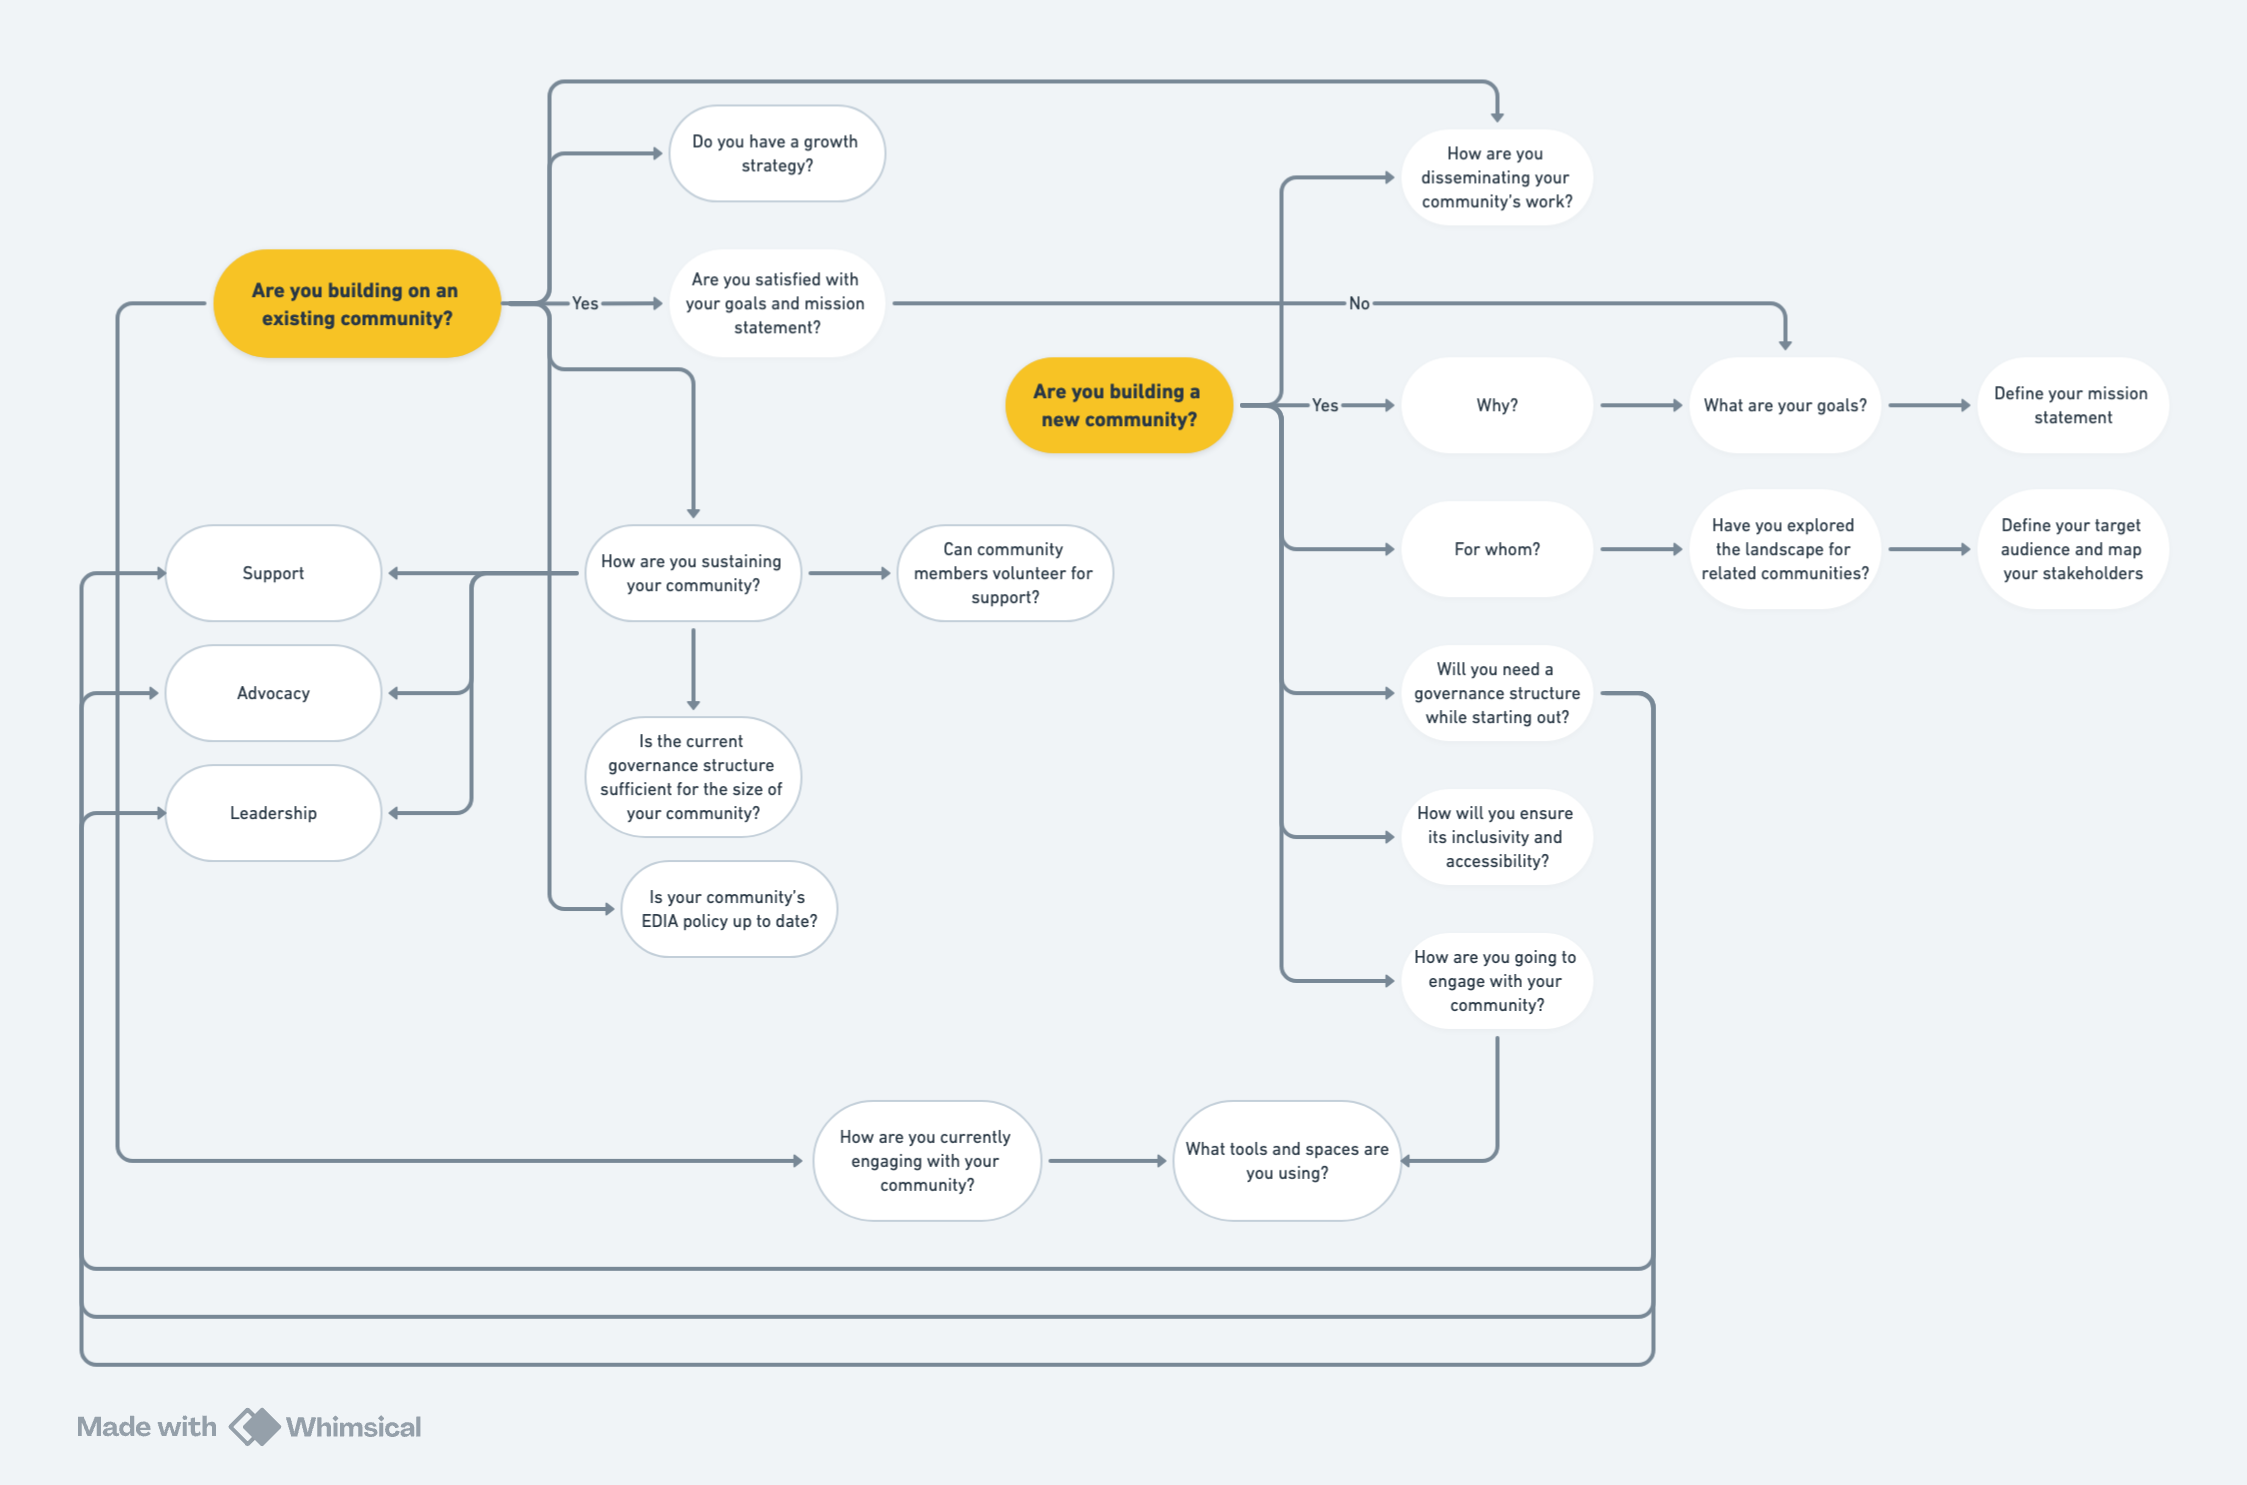 Do you have a growth
strategy?
How are you
disseminating your
community's work?
Are you building on an
existing community?
Yes
Are you satisfied with
your goals and mission
statement?
No
Are you building a
new community?
Yes
Why?
What are your goals?
Define your mission
statement
Support
How are you sustaining
your community?
Can community
members volunteer for
support?
For whom?
Have you explored
the landscape for
related communities?
Define your target
audience and map
your stakeholders
Advocacy
Will you need a
governance structure
while starting out?
Is the current
governance structure
sufficient for the size of
your community?
Leadership
How will you ensure
its inclusivity and
accessibility?
Is your community's
EDIA policy up to date?
How are you going to
engage with your
community?
How are you currently
engaging with your
community?
What tools and spaces are
you using?
Made with Whimsical